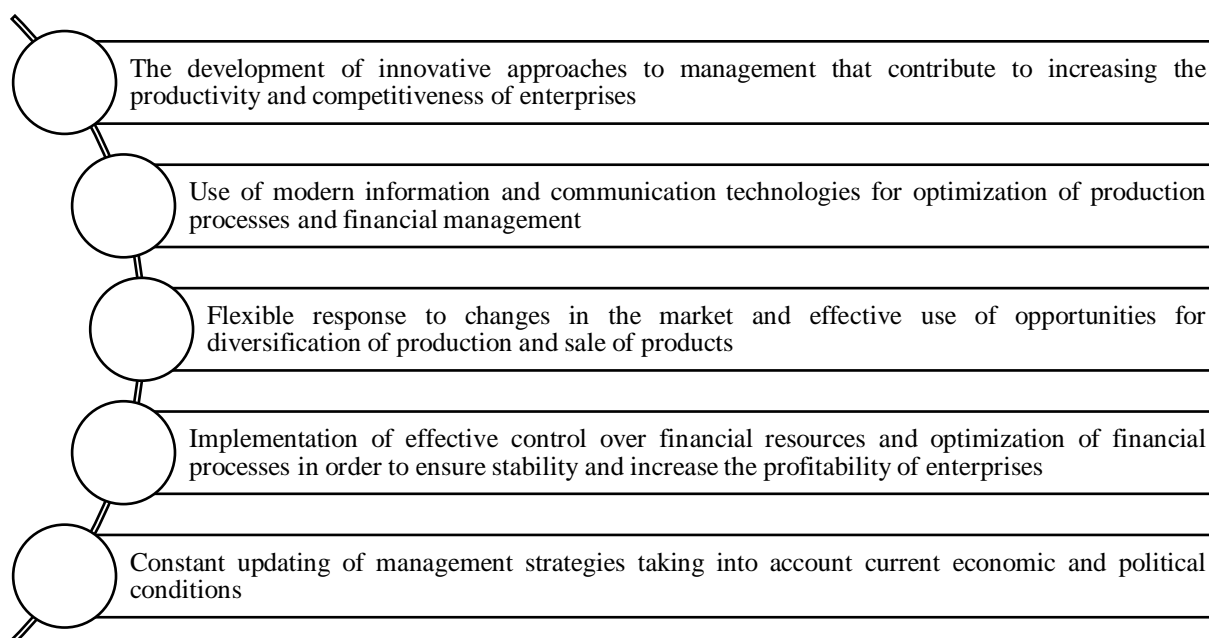 The development of innovative approaches to management that contribute to increasing the
productivity and competitiveness of enterprises
Use of modern information and communication technologies for optimization of production
processes and financial management
Flexible response to changes in the market and effective use of opportunities for
diversification of production and sale of products
Implementation of effective control over financial resources and optimization of financial
processes in order to ensure stability and increase the profitability of enterprises
Constant updating of management strategies taking into account current economic and political
conditions